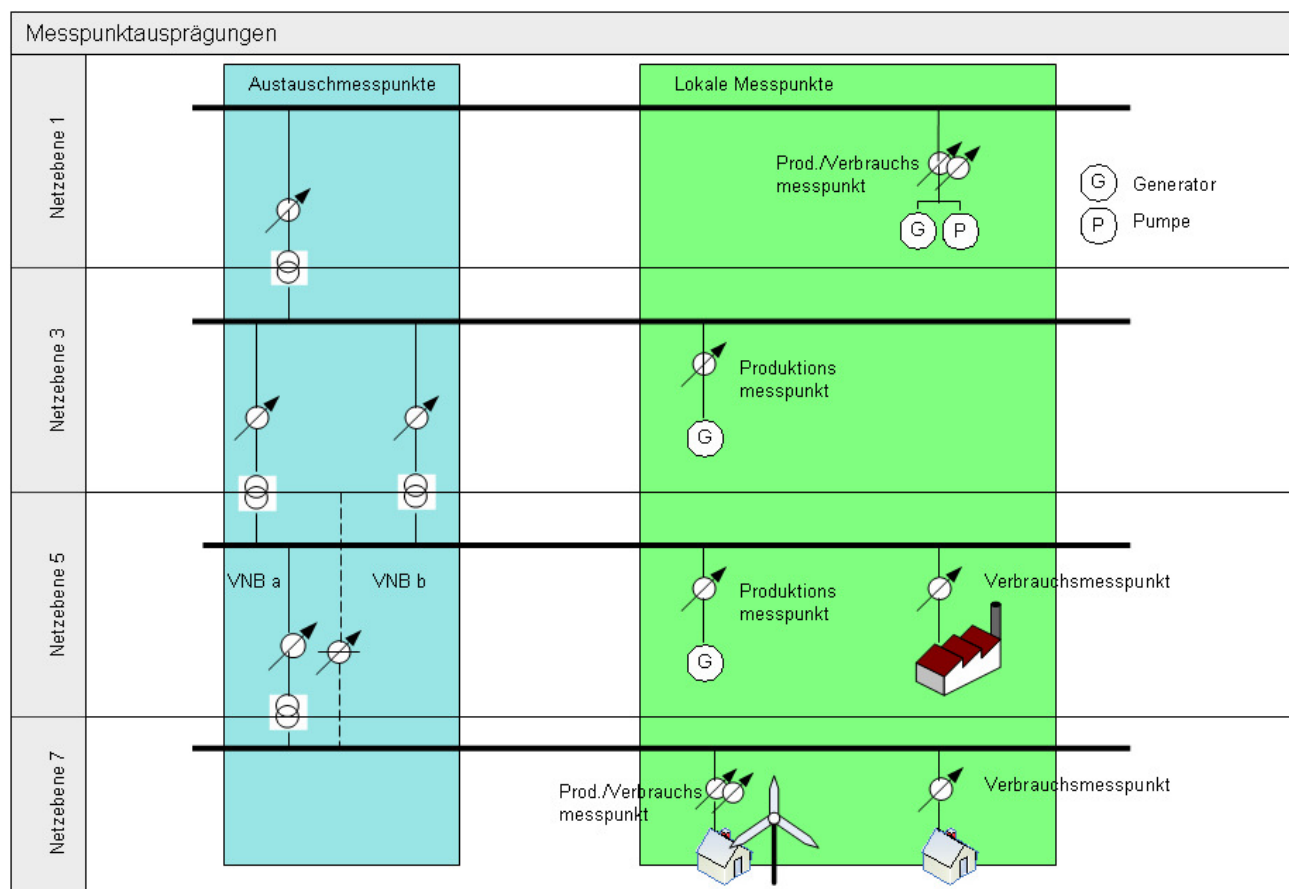 Messpunktausprägungen
Austauschmesspunkte
Lokale Messpunkte
Netzebene 1
Prod./Verbrauchs
messpunkt
G
Generator
P
Pumpe
G
P
Netzebene 3
Produktions
messpunkt
G
Netzebene 5
VNB a
VNB b
Produktions
messpunkt
Verbrauchsmesspunkt
G
Netzebene 7
Prod./Verbrauchs
messpunkt
Verbrauchsmesspunkt